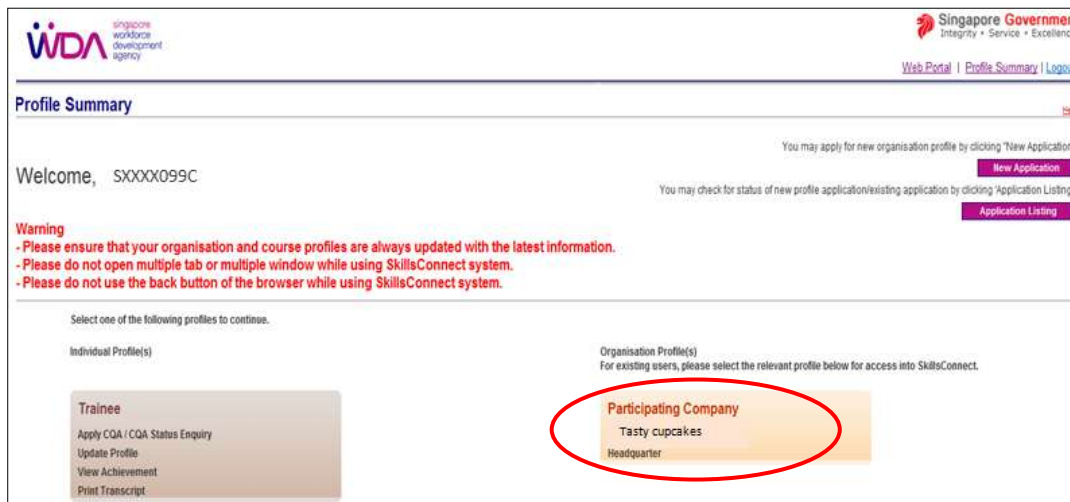 WDA singapore
workforce
development
agency
Singapore Governmen
Integrity • Service • Excellenc
Web Portal | Profile Summary | Logou
Profile Summary
You may apply for new organisation profile by clicking "New Application
New Application
Welcome, SXXXX099C
You may check for status of new profile application/existing application by clicking 'Application Listing
Application Listing
Warning
- Please ensure that your organisation and course profiles are always updated with the latest information.
- Please do not open multiple tab or multiple window while using SkillsConnect system.
- Please do not use the back button of the browser while using SkillsConnect system.
Select one of the following profiles to continue.
Individual Profile(s)
Organisation Profile(s)
For existing users, please select the relevant profile below for access into SkillsConnect.
Trainee
Apply CQA / CQA Status Enquiry
Update Profile
View Achievement
Print Transcript
Participating Company
Tasty cupcakes
Headquarter